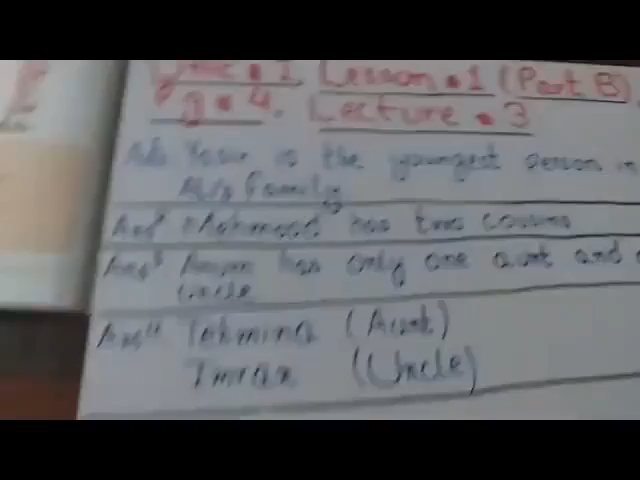 Unit • 1 Lesson • 1 (Part B)
Pg • 4. Lecture • 3
is the youngest person in
family
Ans Mahmood has two cousins
Ans has only one aunt and
Uncle
Ans Tehmina (Aunt)
Imran (Uncle)